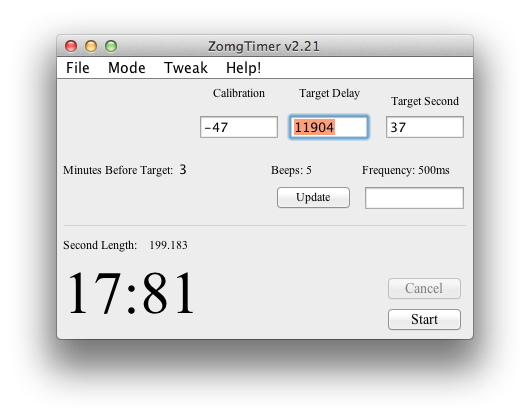 ZomgTimer v2.21
File Mode Tweak Help!
Calibration Target Delay Target Second
-47 11904 37
Minutes Before Target: 3 Beeps: 5 Frequency: 500ms
Update
Second Length: 199.183
17:81
Cancel
Start